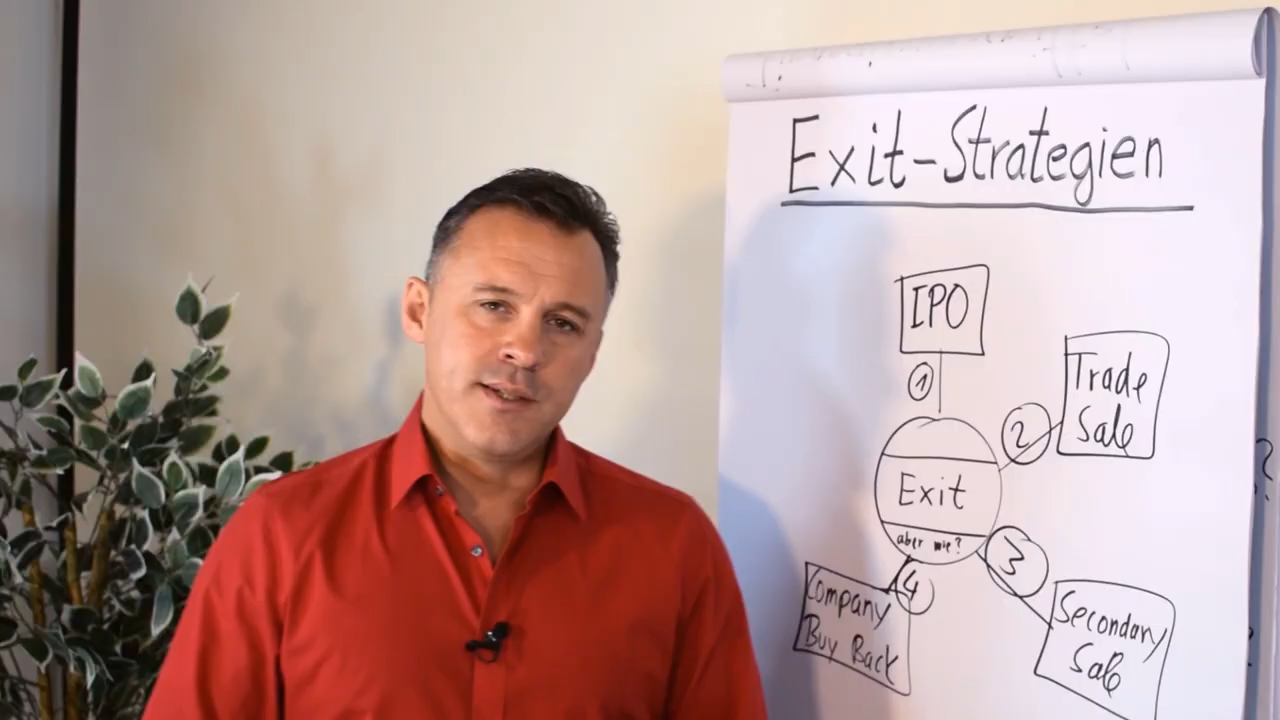 Exit-Strategien
IPO
1
Trade
Sale
2
Exit
aber wie?
3
4
Company
Buy Back
Secondary
Sale